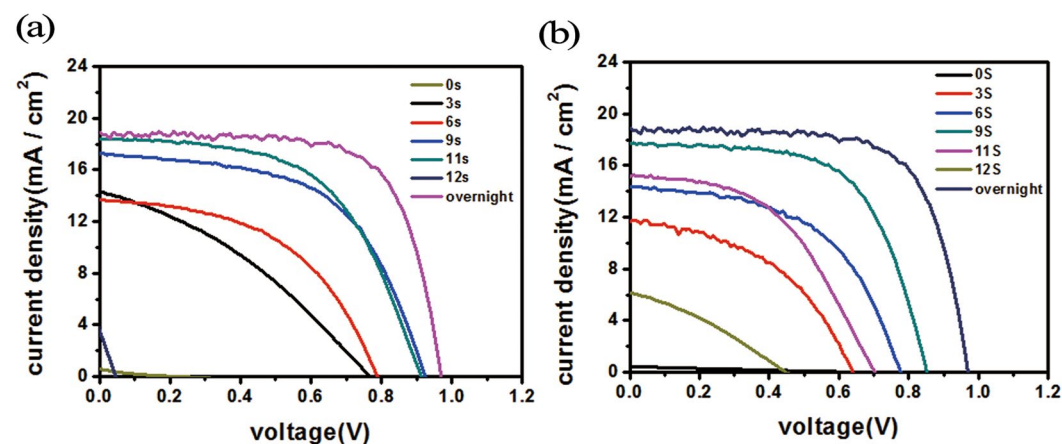 (a)
24
20
16
12
8
4
0
0.0 0.2 0.4 0.6 0.8 1.0 1.2
current density(mA / cm²)
voltage(V)
0s
3s
6s
9s
11s
12s
overnight
(b)
24
20
16
12
8
4
0
0.0 0.2 0.4 0.6 0.8 1.0 1.2
current density(mA / cm²)
voltage(V)
0S
3S
6S
9S
11S
12S
overnight